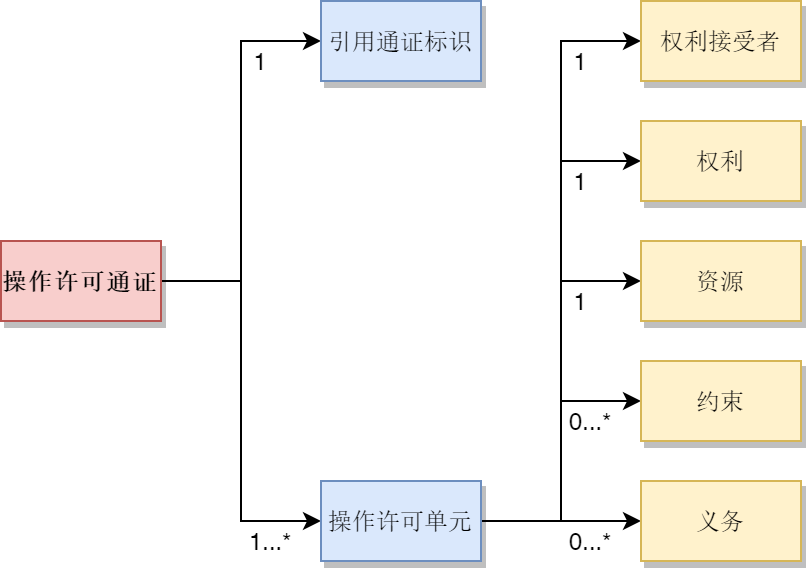 引用通证标识
权利接受者
1
1
权利
1
操作许可通证
资源
1
约束
0...*
操作许可单元
义务
1...*
0...*